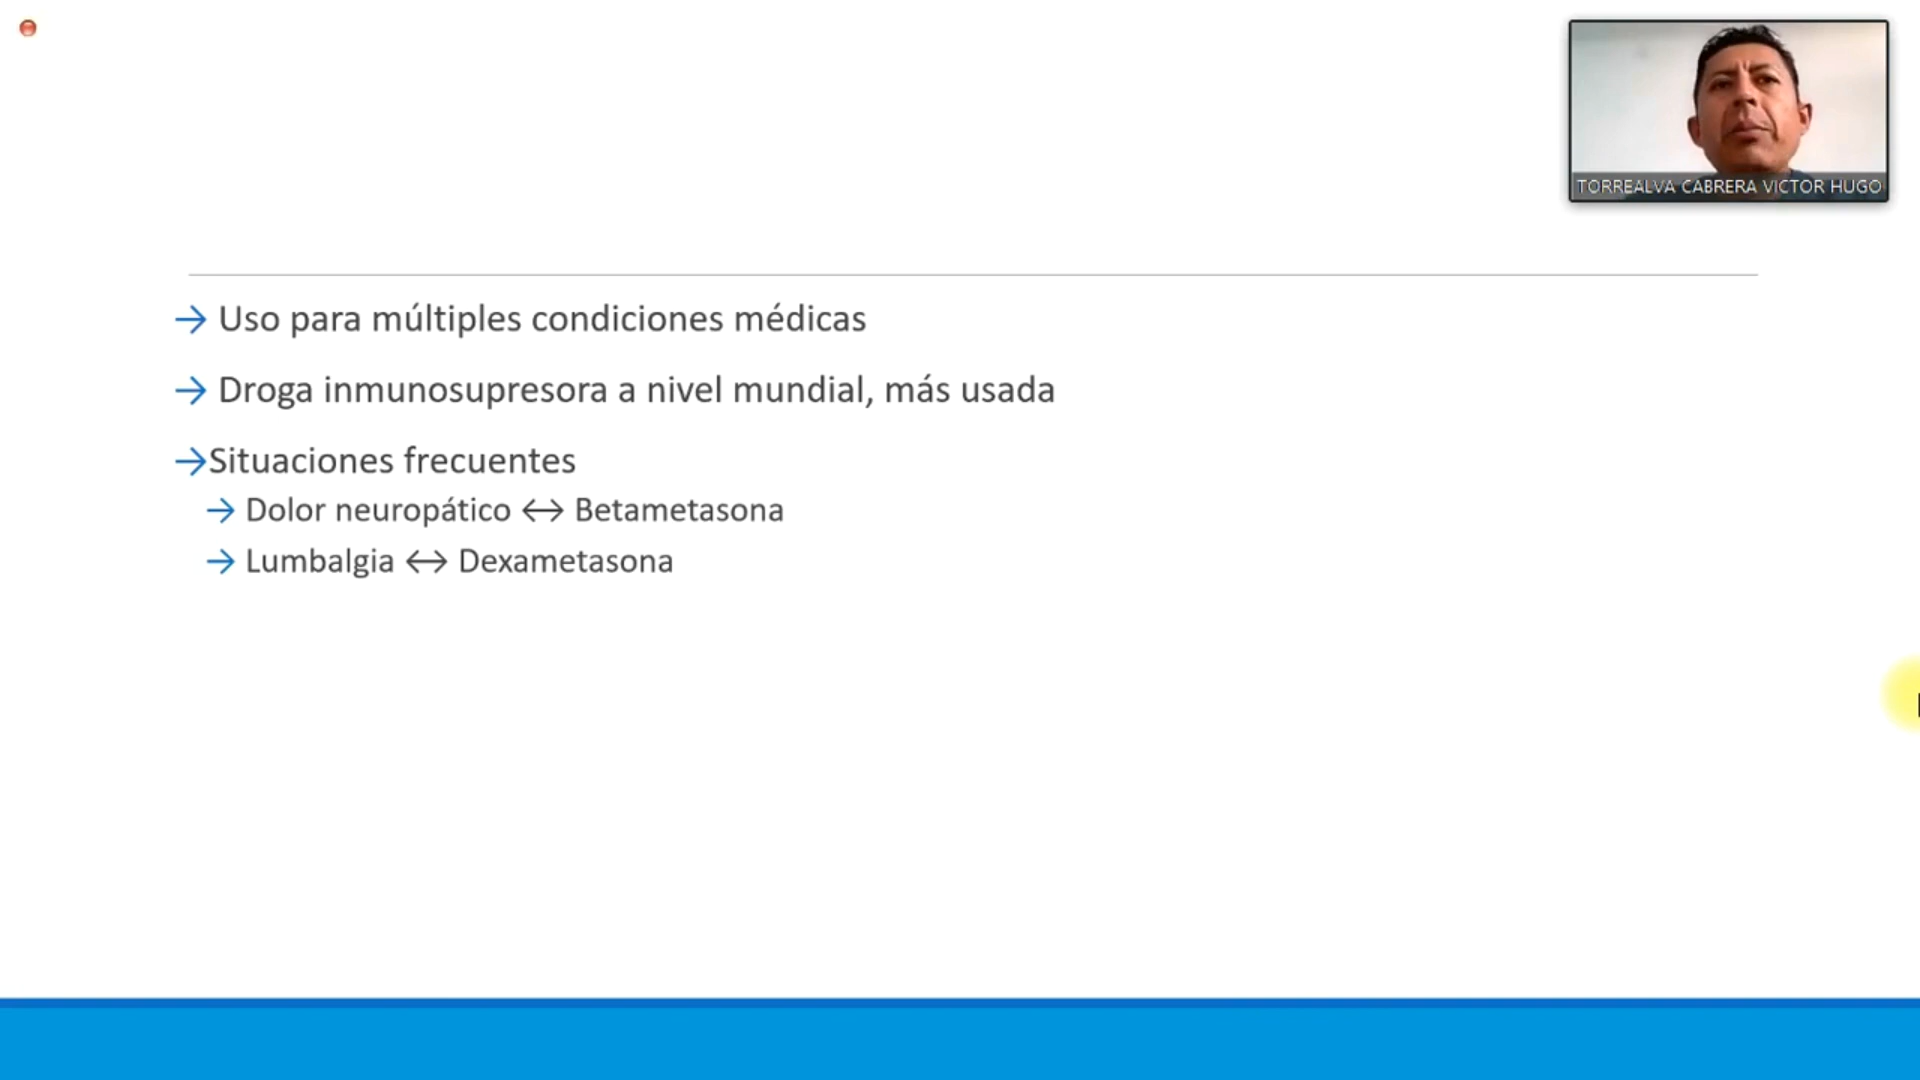 TORREALVA CABRERA VICTOR HUGO
→ Uso para múltiples condiciones médicas
→ Droga inmunosupresora a nivel mundial, más usada
→Situaciones frecuentes
→ Dolor neuropático ↔ Betametasona
→ Lumbalgia ↔ Dexametasona